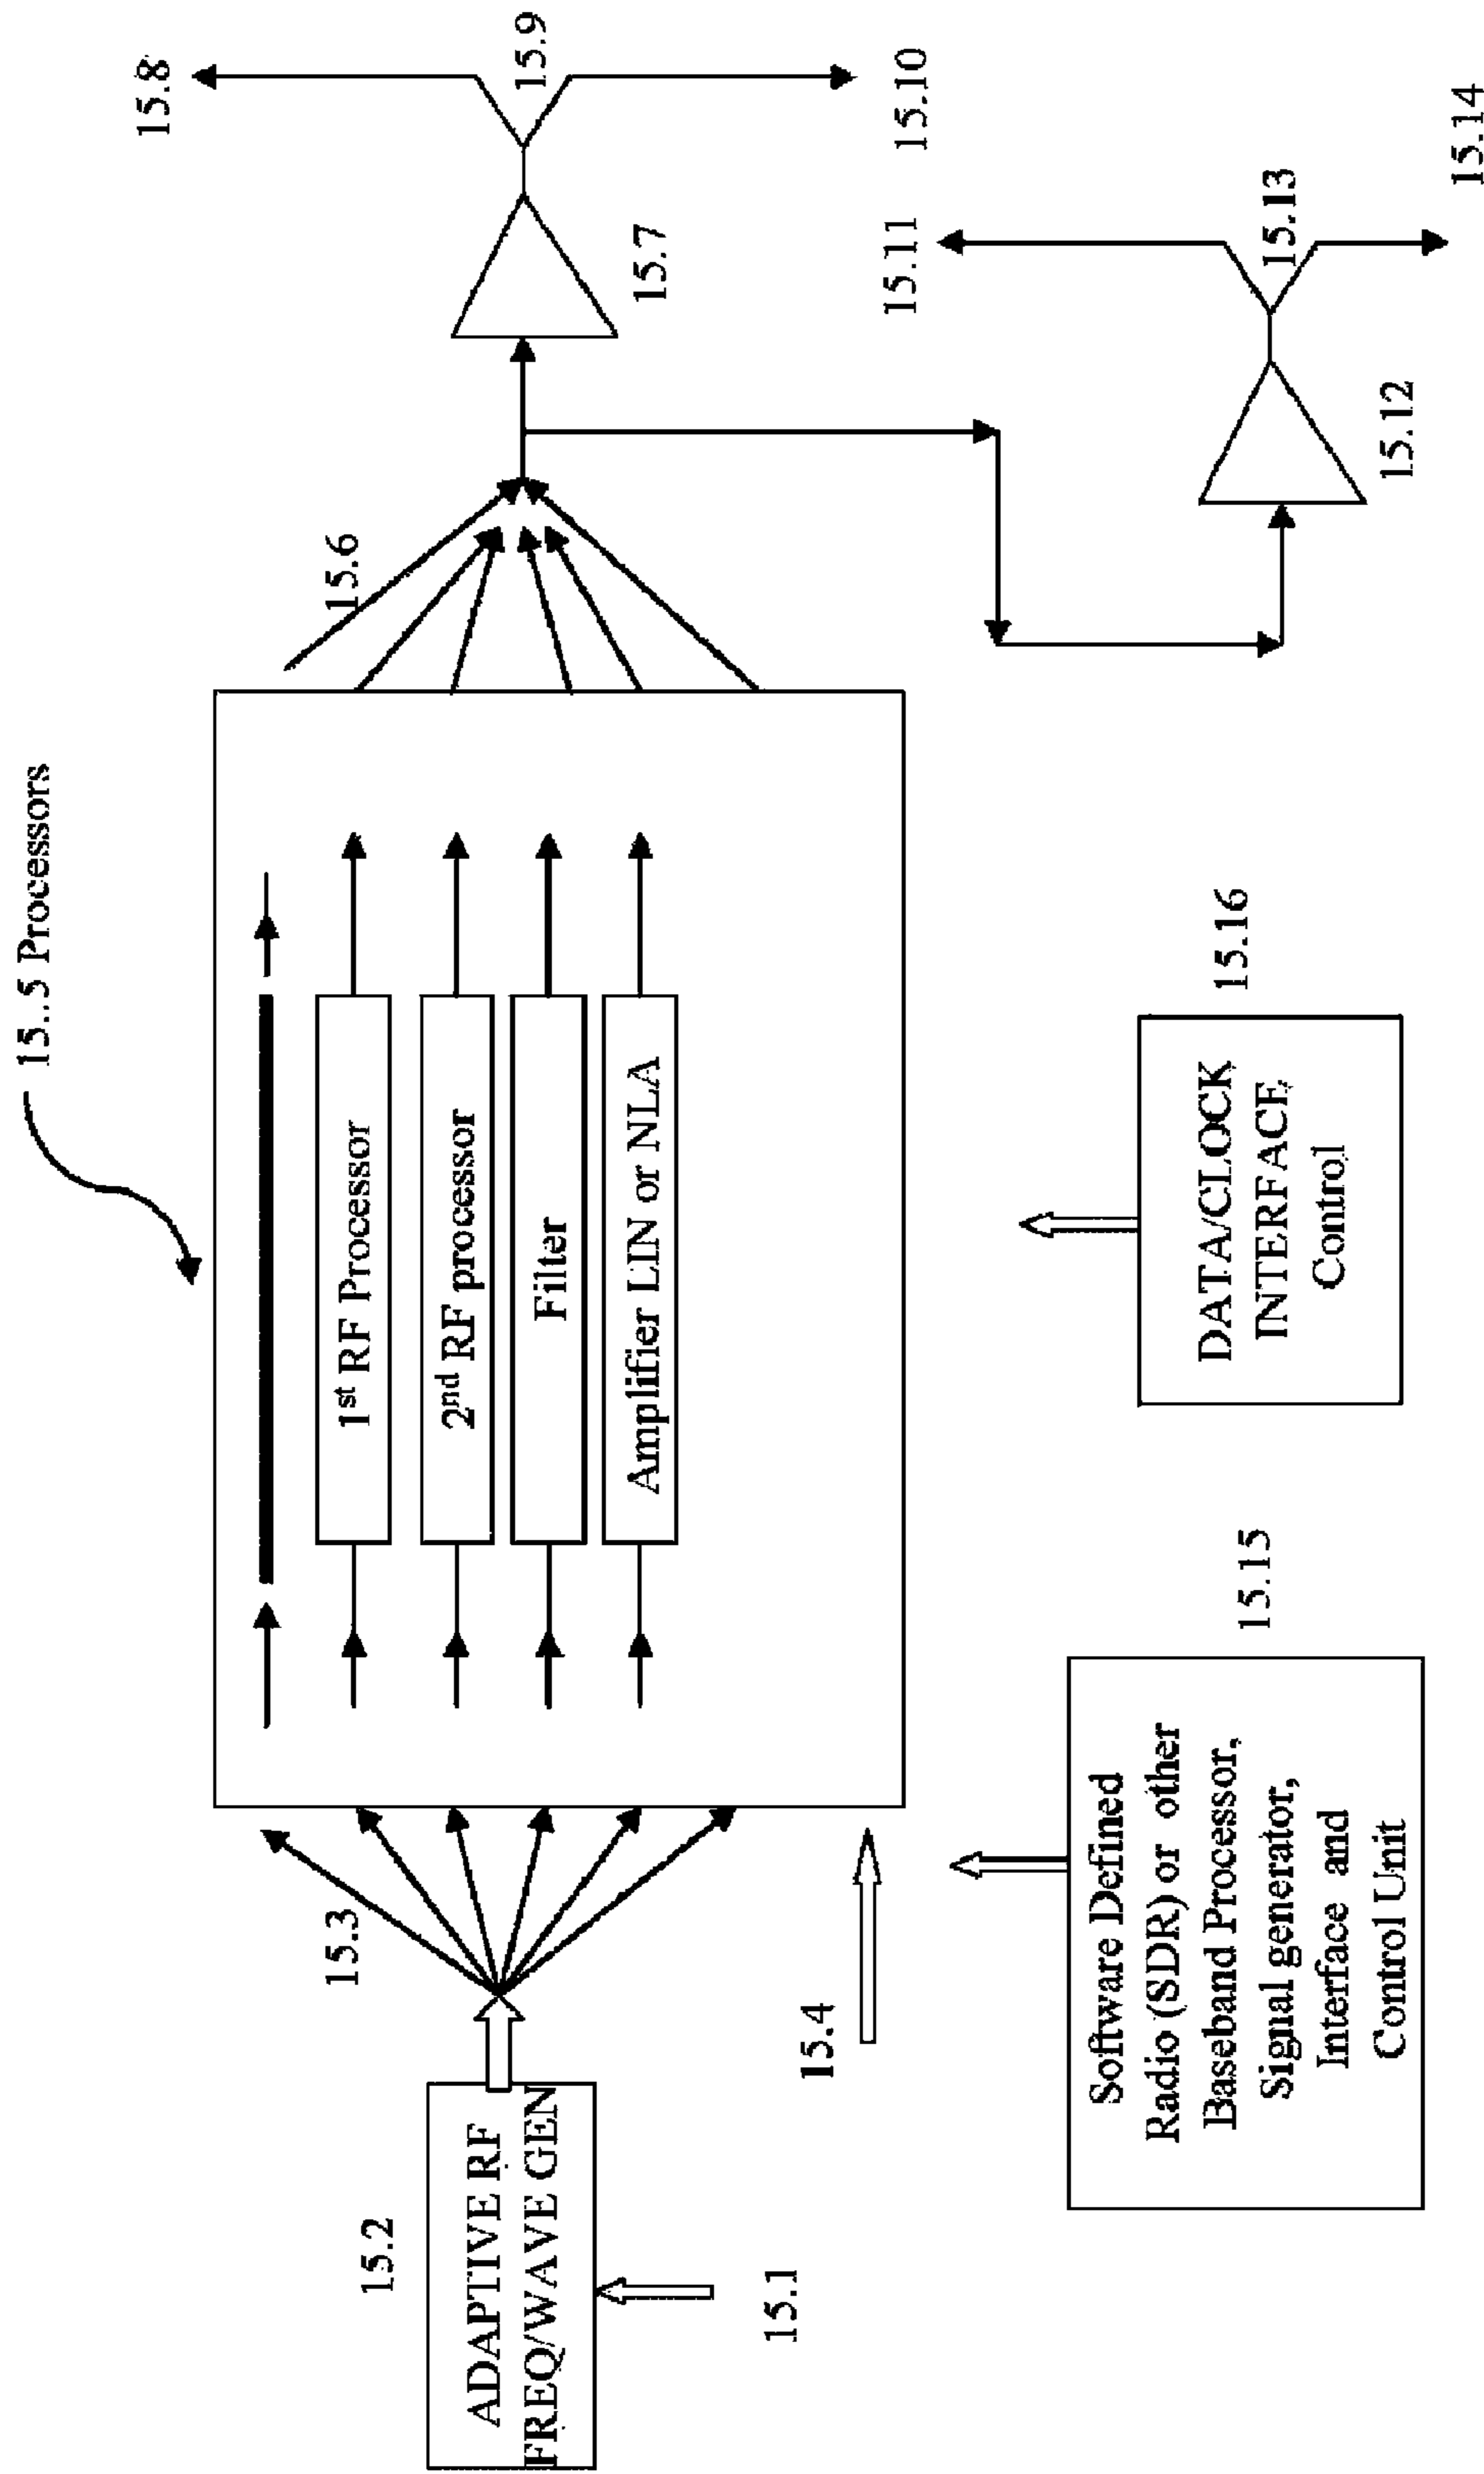 15..5 Processors
15.2
ADAPTIVE RF
FREQ/WAVE GEN
15.1
15.3
15.4
1st RF Processor
2nd RF processor
Filter
Amplifier LIN or NLA
15.6
15.7
15.8
15.9
15.10
15.11
15.12
15.13
15.14
Software Defined
Radio (SDR) or other
Baseband Processor,
Signal generator,
Interface and
Control Unit
15.15
DATA/CLOCK
INTERFACE
Control
15.16